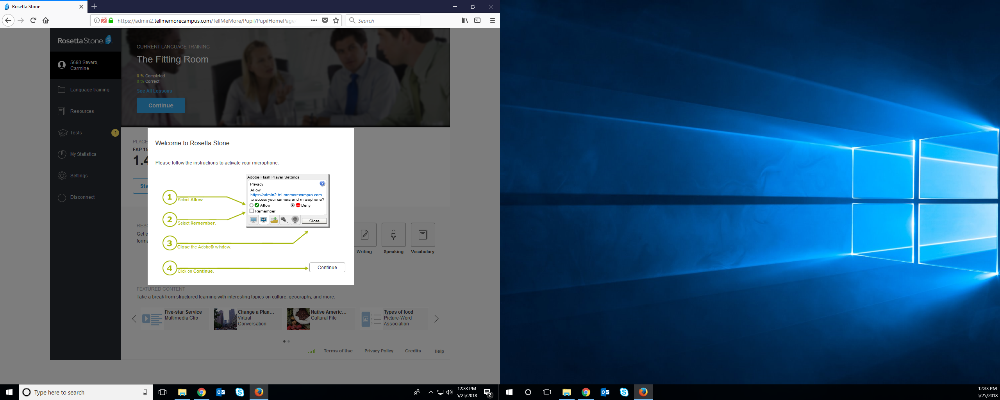 Rosetta Stone
https://admin2.tellmemorecampus.com/TellMeMore/Pupil/PupilHomePage/
Search
RosettaStone
5693 Severo,
Carmine
Language training
Resources
Tests
1
My Statistics
Settings
Disconnect
CURRENT LANGUAGE TRAINING
The Fitting Room
0 % Completed
0 % Correct
See All Lessons
Continue
PLACE
EAP 15
1.4
Sta
Welcome to Rosetta Stone
Please follow the instructions to activate your microphone.
1
Select Allow.
2
Select Remember.
3
Close the Adobe® window.
4
Click on Continue.
Adobe Flash Player Settings
Privacy
?
Allow
https://admin2.tellmemorecampus.com
to access your camera and microphone?
Allow
Deny
Remember
Close
Continue
RESO
Get e
forma
Writing
Speaking
Vocabulary
FEATURED CONTENT
Take a break from structured learning with interesting topics on culture, geography, and more.
Five-star Service
Multimedia Clip
Change a Plan...
Virtual
Conversation
Native Americ...
Cultural File
Types of food
Picture-Word
Association
Terms of Use
Privacy Policy
Credits
Help
Type here to search
12:33 PM
5/25/2018
2
12:33 PM
5/25/2018